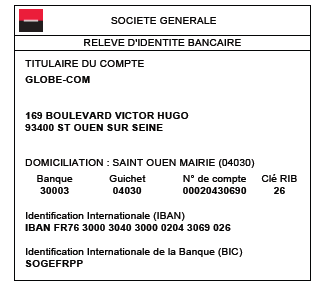 SOCIETE GENERALE
RELEVE D'IDENTITE BANCAIRE
TITULAIRE DU COMPTE
GLOBE-COM
169 BOULEVARD VICTOR HUGO
93400 ST OUEN SUR SEINE
DOMICILIATION : SAINT OUEN MAIRIE (04030)
Banque Guichet N° de compte Clé RIB
30003 04030 00020430690 26
Identification Internationale (IBAN)
IBAN FR76 3000 3040 3000 0204 3069 026
Identification Internationale de la Banque (BIC)
SOGEFRPP